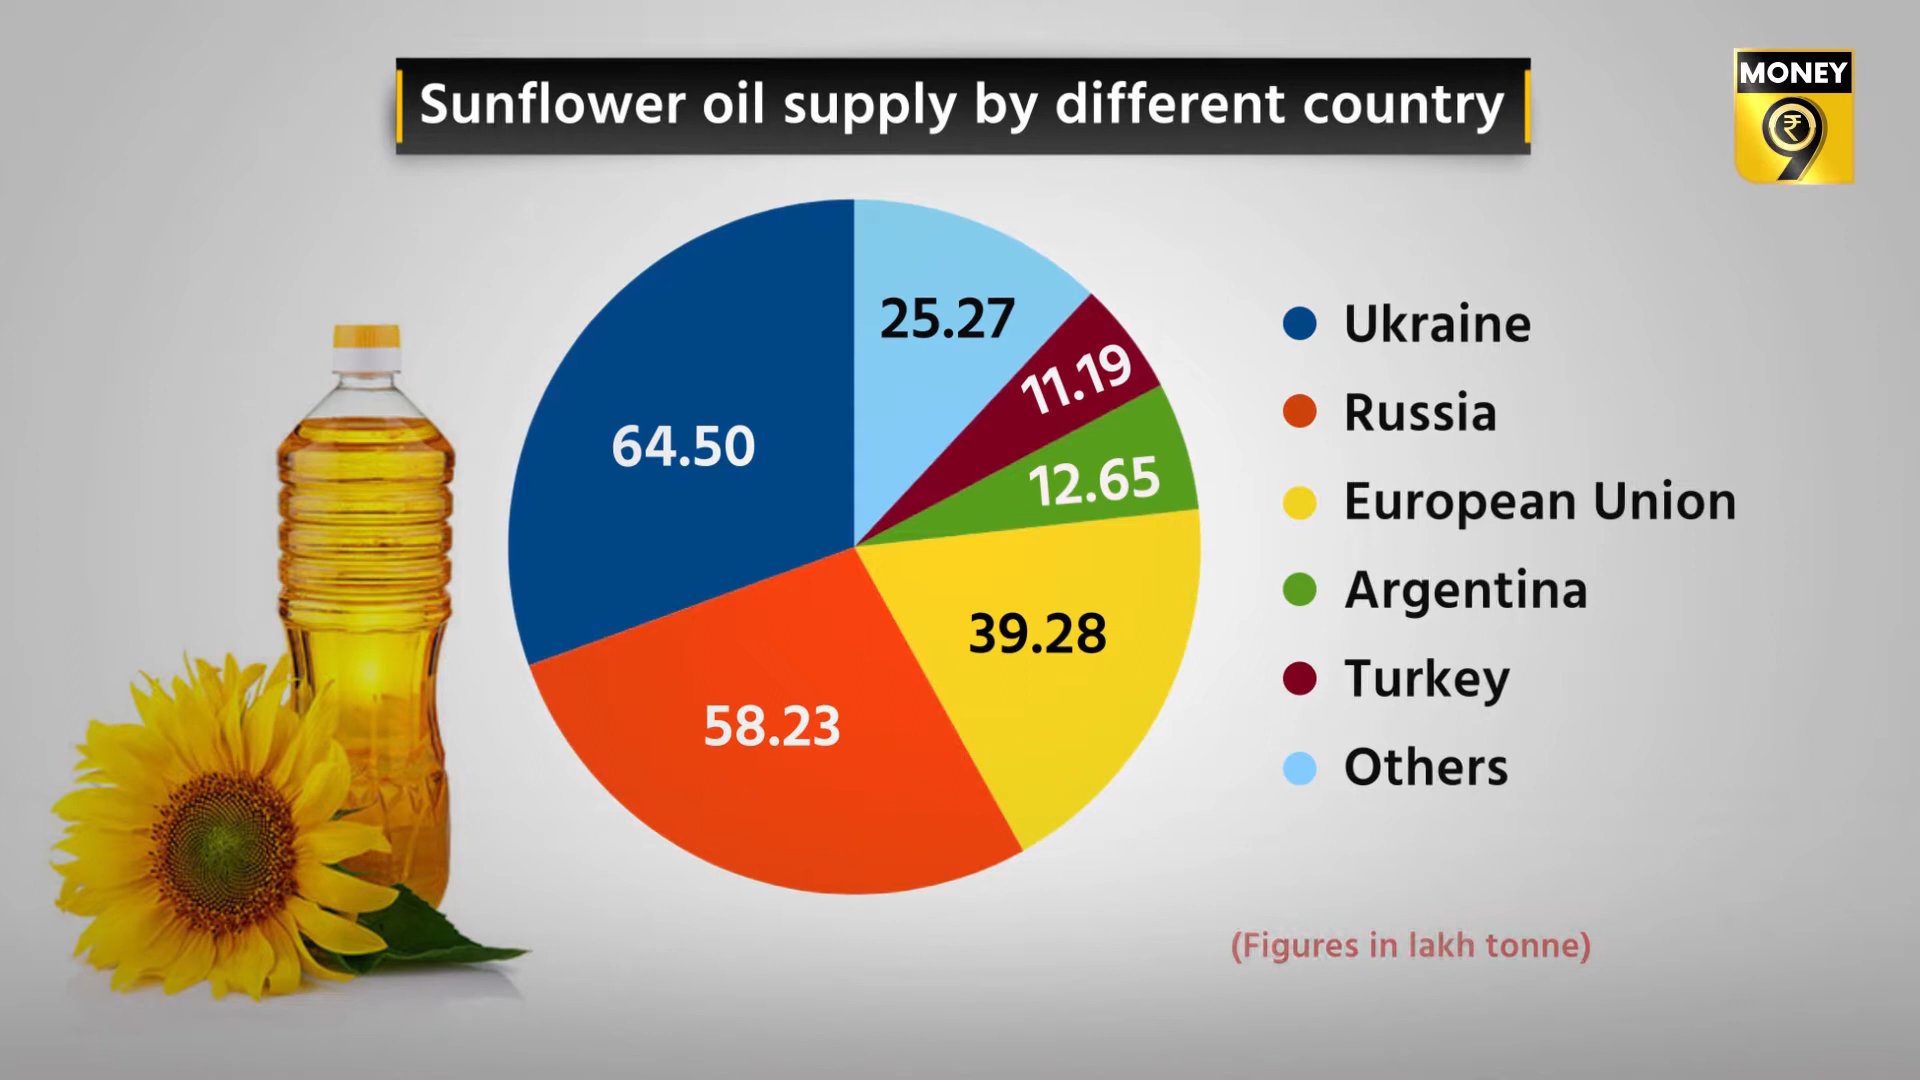 Sunflower oil supply by different country
MONEY
9
₹
25.27
11.19
64.50
12.65
39.28
58.23
Ukraine
Russia
European Union
Argentina
Turkey
Others
(Figures in lakh tonne)